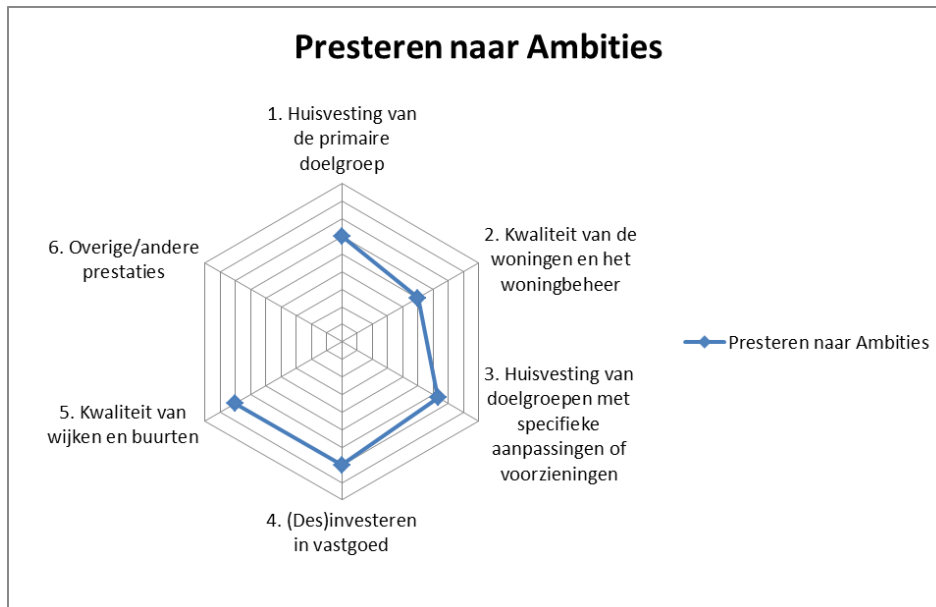 Presteren naar Ambities
1. Huisvesting van
de primaire
doelgroep
2. Kwaliteit van de
woningen en het
woningbeheer
3. Huisvesting van
doelgroepen met
specifieke
aanpassingen of
voorzieningen
4. (Des)investeren
in vastgoed
5. Kwaliteit van
wijken en buurten
6. Overige/andere
prestaties
Presteren naar Ambities